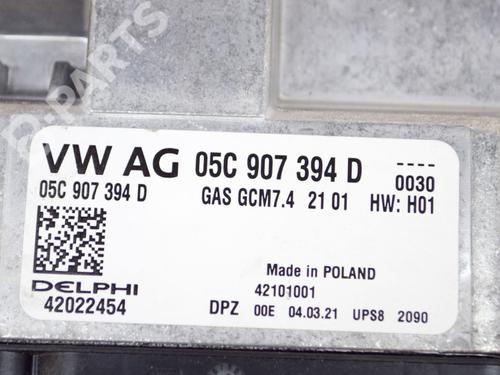 B-PARTS
VW AG 05C 907 394 D ----
0030
05C 907 394 D GAS GCM7.4 21 01 HW: H01
Made in POLAND
DELPHI 42101001
42022454 DPZ 00E 04.03.21 UPS8 2090